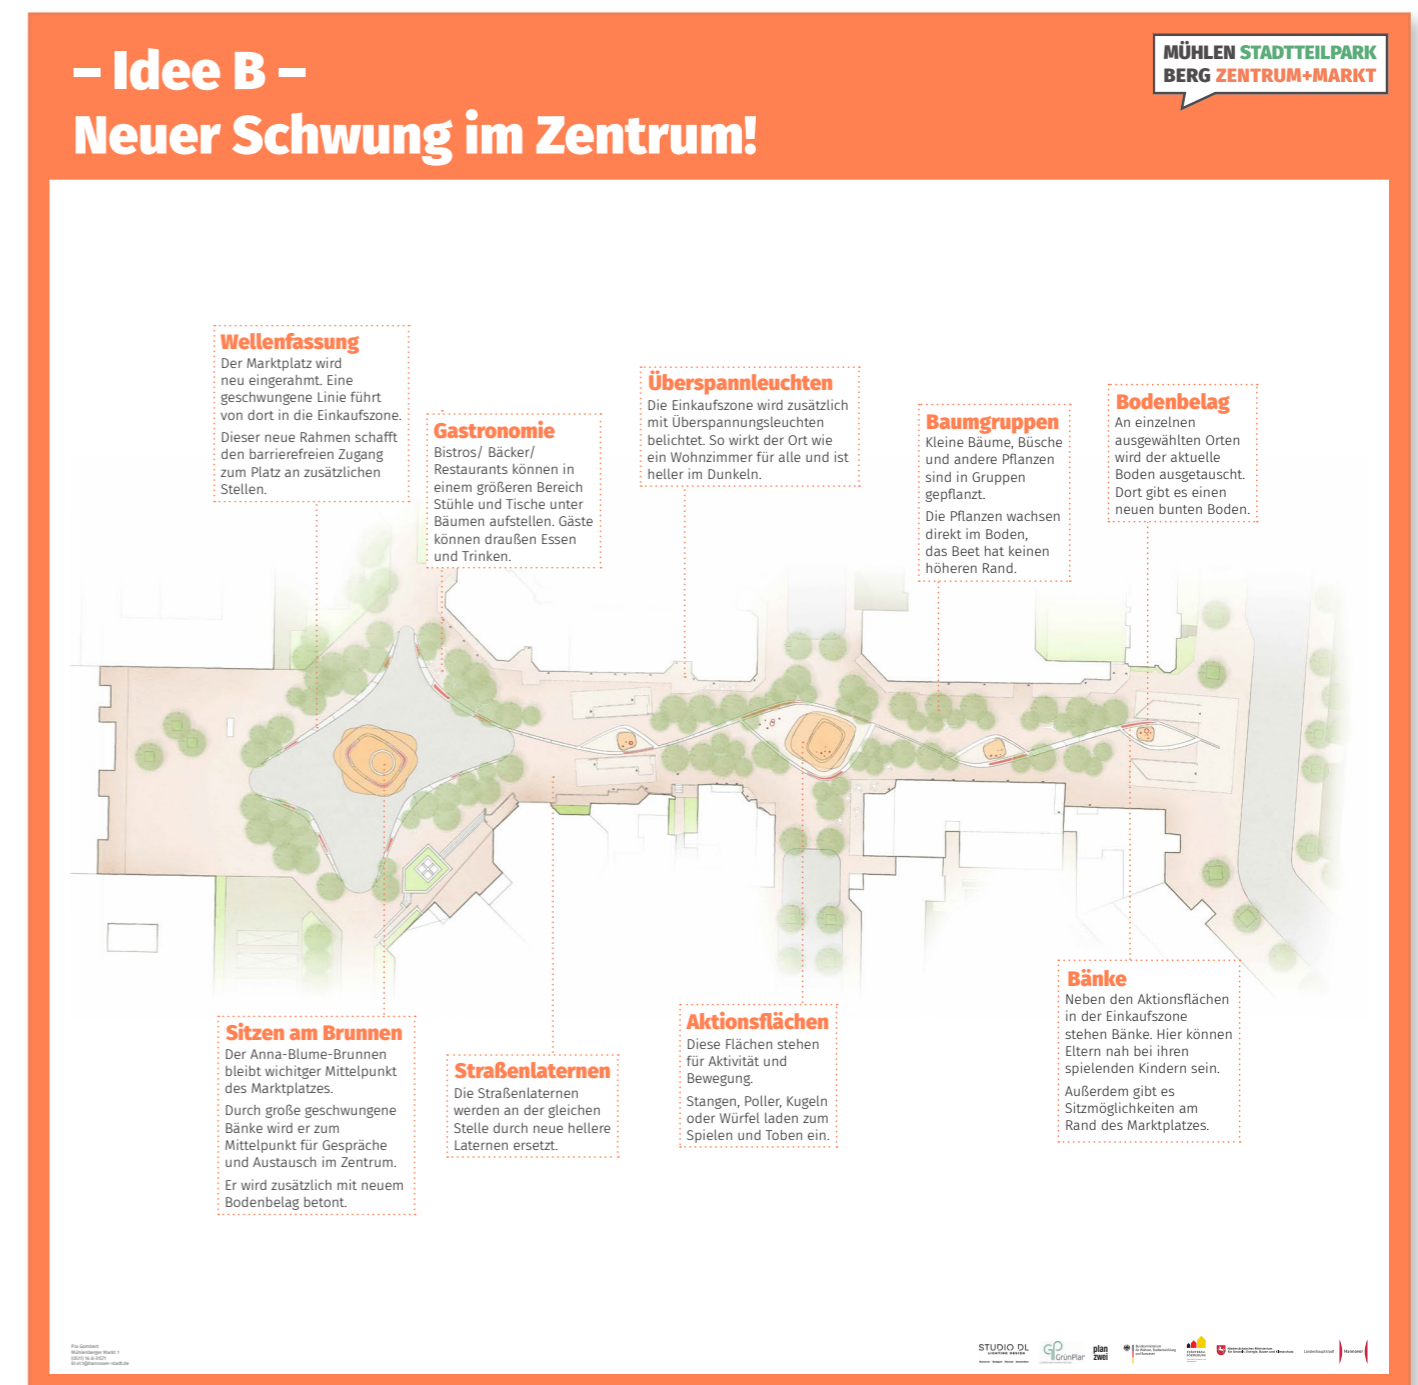 – Idee B –
Neuer Schwung im Zentrum!
MÜHLEN STADTTEILPARK
BERG ZENTRUM+MARKT
Wellenfassung
Der Marktplatz wird
neu eingerahmt. Eine
geschwungene Linie führt
von dort in die Einkaufszone.
Dieser neue Rahmen schafft
den barrierefreien Zugang
zum Platz an zusätzlichen
Stellen.
Gastronomie
Bistros/ Bäcker/
Restaurants können in
einem größeren Bereich
Stühle und Tische unter
Bäumen aufstellen. Gäste
können draußen Essen
und Trinken.
Überspannleuchten
Die Einkaufszone wird zusätzlich
mit Überspannungsleuchten
belichtet. So wirkt der Ort wie
ein Wohnzimmer für alle und ist
heller im Dunkeln.
Baumgruppen
Kleine Bäume, Büsche
und andere Pflanzen
sind in Gruppen
gepflanzt.
Die Pflanzen wachsen
direkt im Boden,
das Beet hat keinen
höheren Rand.
Bodenbelag
An einzelnen
ausgewählten Orten
wird der aktuelle
Boden ausgetauscht.
Dort gibt es einen
neuen bunten Boden.
Sitzen am Brunnen
Der Anna-Blume-Brunnen
bleibt wichitger Mittelpunkt
des Marktplatzes.
Durch große geschwungene
Bänke wird er zum
Mittelpunkt für Gespräche
und Austausch im Zentrum.
Er wird zusätzlich mit neuem
Bodenbelag betont.
Straßenlaternen
Die Straßenlaternen
werden an der gleichen
Stelle durch neue hellere
Laternen ersetzt.
Aktionsflächen
Diese Flächen stehen
für Aktivität und
Bewegung.
Stangen, Poller, Kugeln
oder Würfel laden zum
Spielen und Toben ein.
Bänke
Neben den Aktionsflächen
in der Einkaufszone
stehen Bänke. Hier können
Eltern nah bei ihren
spielenden Kindern sein.
Außerdem gibt es
Sitzmöglichkeiten am
Rand des Marktplatzes.
Mühlenberger Markt 1
STUDIO DL
LIGHTING DESIGN
GP
GrünPlan
plan
zwei
Landeshauptstadt
Hannover